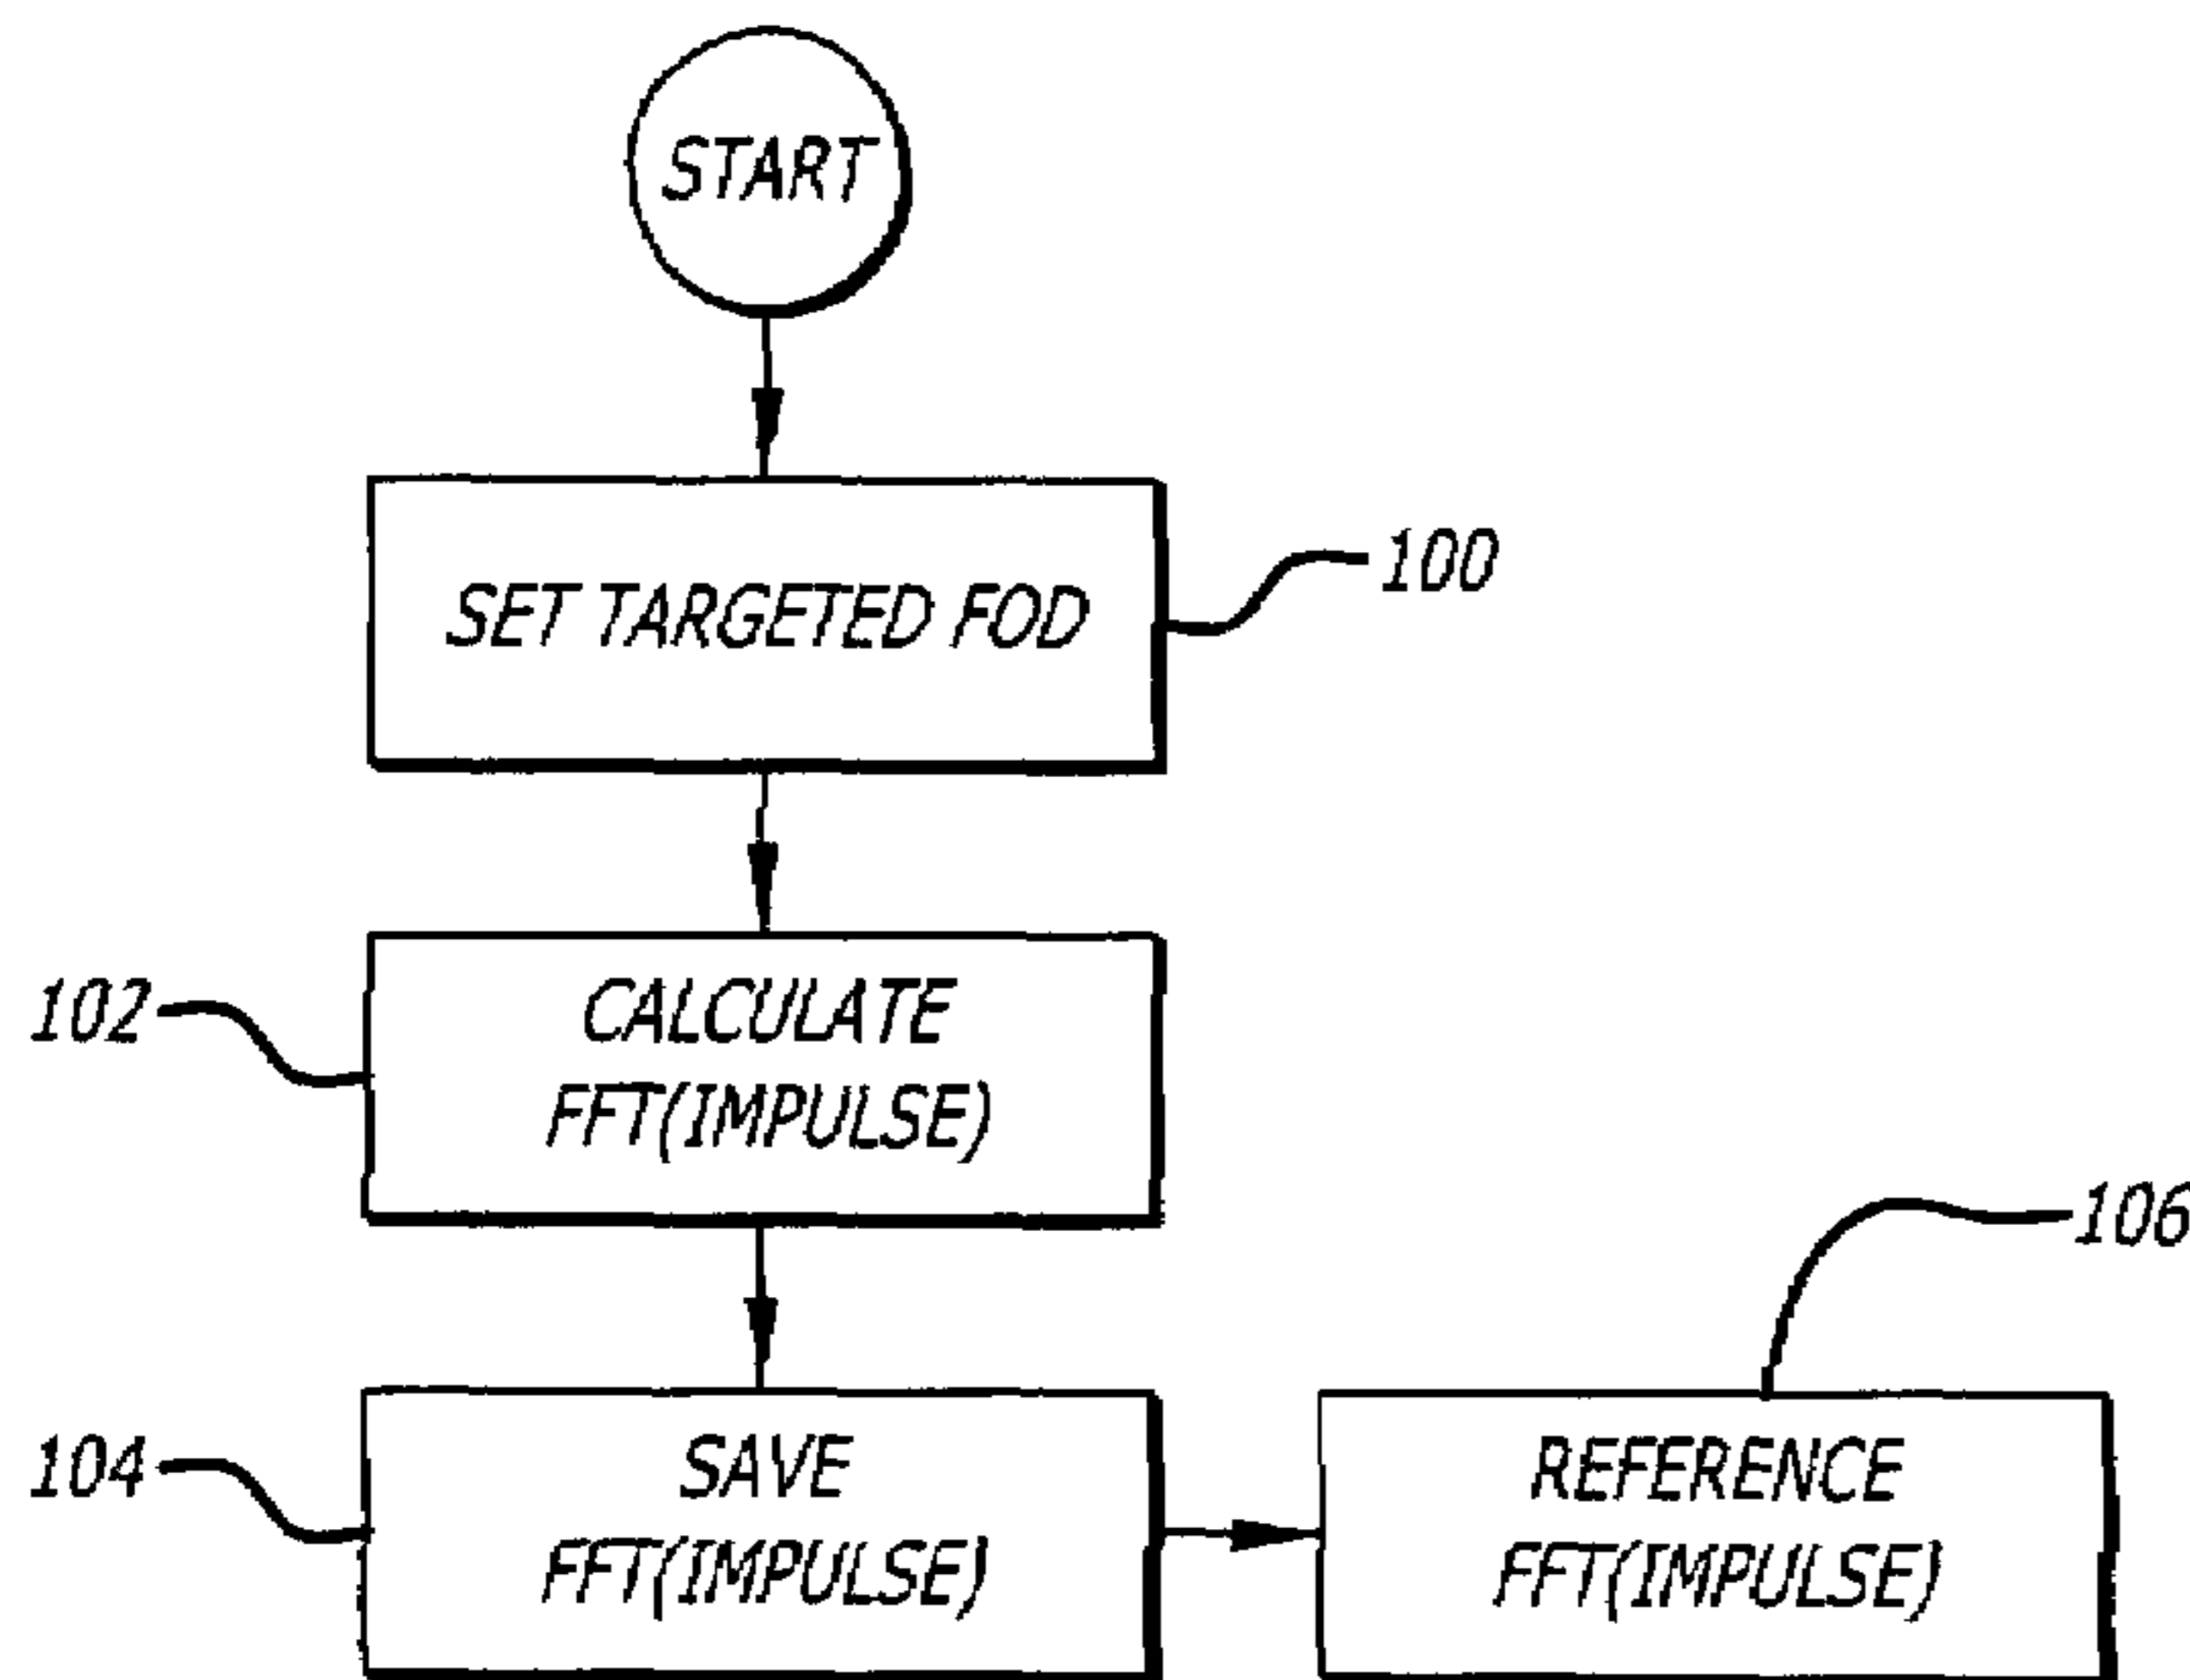 START
SET TARGETED FOD
100
102
CALCULATE
FFT(IMPULSE)
106
104
SAVE
FFT(IMPULSE)
REFERENCE
FFT(IMPULSE)